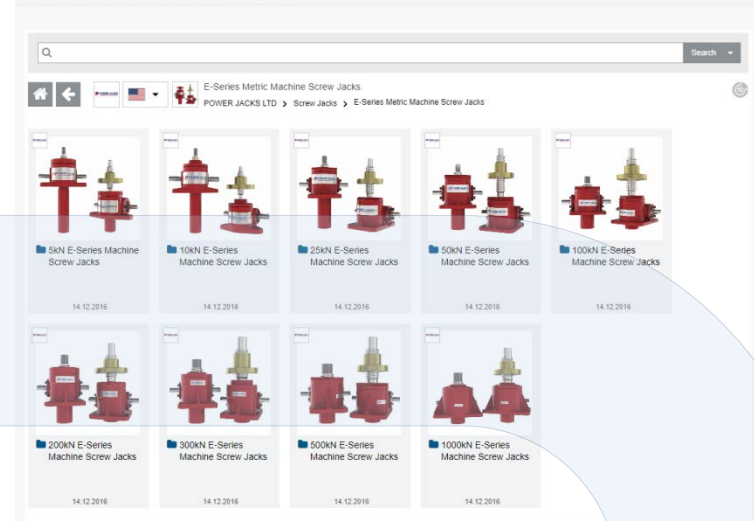 Search
E-Series Metric Machine Screw Jacks
POWER JACKS LTD > Screw Jacks > E-Series Metric Machine Screw Jacks
5kN E-Series Machine
Screw Jacks
14.12.2016
10kN E-Series
Machine Screw Jacks
14.12.2016
25kN E-Series
Machine Screw Jacks
14.12.2016
50kN E-Series
Machine Screw Jacks
14.12.2016
100kN E-Series
Machine Screw Jacks
14.12.2016
200kN E-Series
Machine Screw Jacks
14.12.2016
300kN E-Series
Machine Screw Jacks
14.12.2016
500kN E-Series
Machine Screw Jacks
14.12.2016
1000kN E-Series
Machine Screw Jacks
14.12.2016